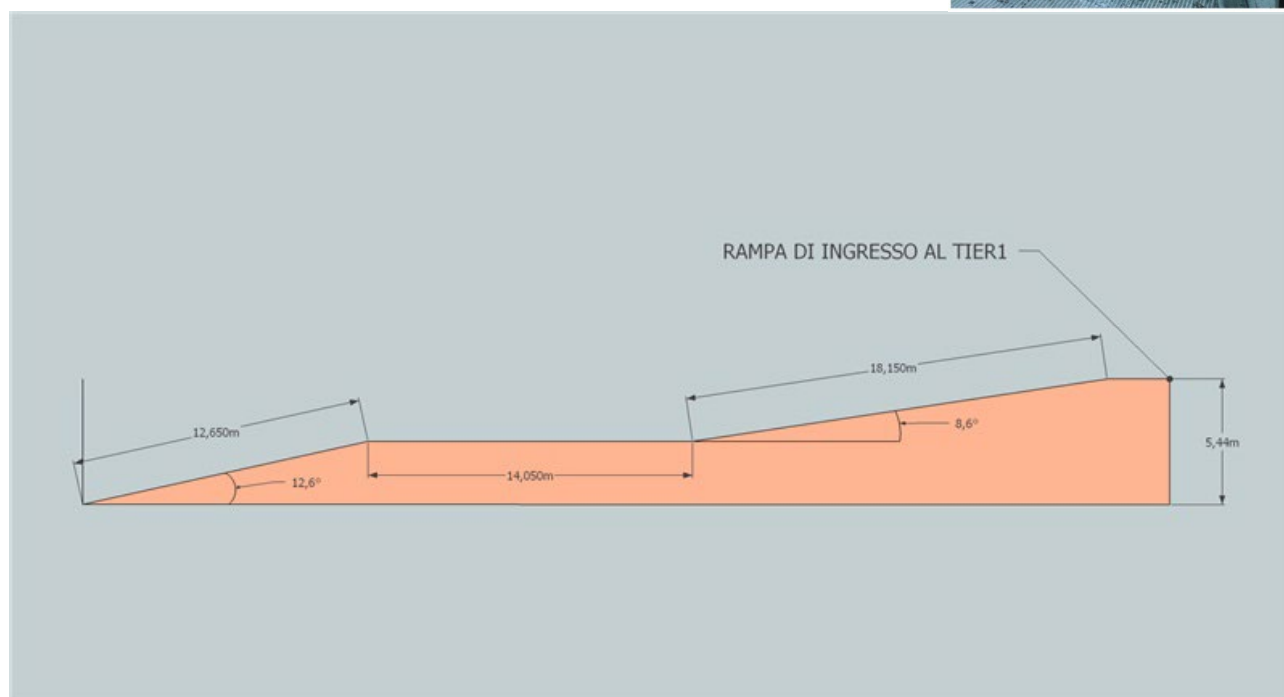 RAMPA DI INGRESSO AL TIER1
18,150m
12,650m
8,6°
5,44m
14,050m
12,6°